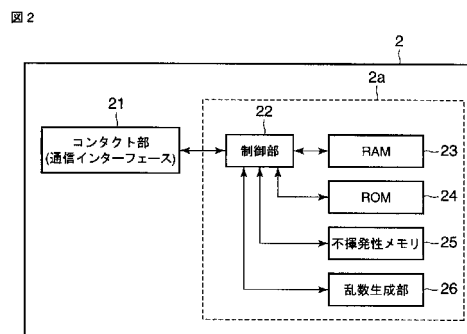 図2
2
2a
21
コンタクト部
(通信インターフェース)
22
制御部
RAM
23
ROM
24
不揮発性メモリ
25
乱数生成部
26